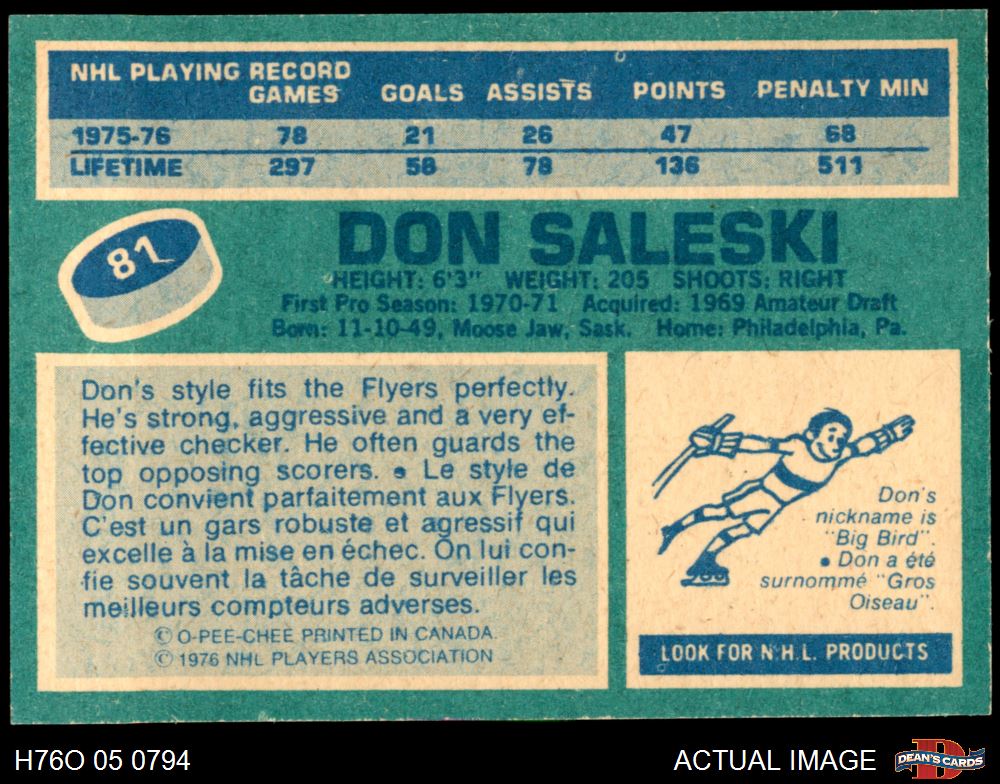 NHL PLAYING RECORD
GAMES GOALS ASSISTS POINTS PENALTY MIN
1975-76 78 21 26 47 68
LIFETIME 297 58 78 136 511
81
DON SALESKI
HEIGHT: 6'3" WEIGHT: 205 SHOOTS: RIGHT
First Pro Season: 1970-71 Acquired: 1969 Amateur Draft
Born: 11-10-49, Moose Jaw, Sask. Home: Philadelphia, Pa.
Don's style fits the Flyers perfectly.
He's strong, aggressive and a very ef-
fective checker. He often guards the
top opposing scorers. • Le style de
Don convient parfaitement aux Flyers.
C'est un gars robuste et agressif qui
excelle à la mise en échec. On lui con-
fie souvent la tâche de surveiller les
meilleurs compteurs adverses.
© O-PEE-CHEE PRINTED IN CANADA.
© 1976 NHL PLAYERS ASSOCIATION
Don's
nickname is
"Big Bird".
• Don a été
surnommé "Gros
Oiseau".
LOOK FOR N.H.L. PRODUCTS
H76O 05 0794
ACTUAL IMAGE
D
DEAN'S CARDS